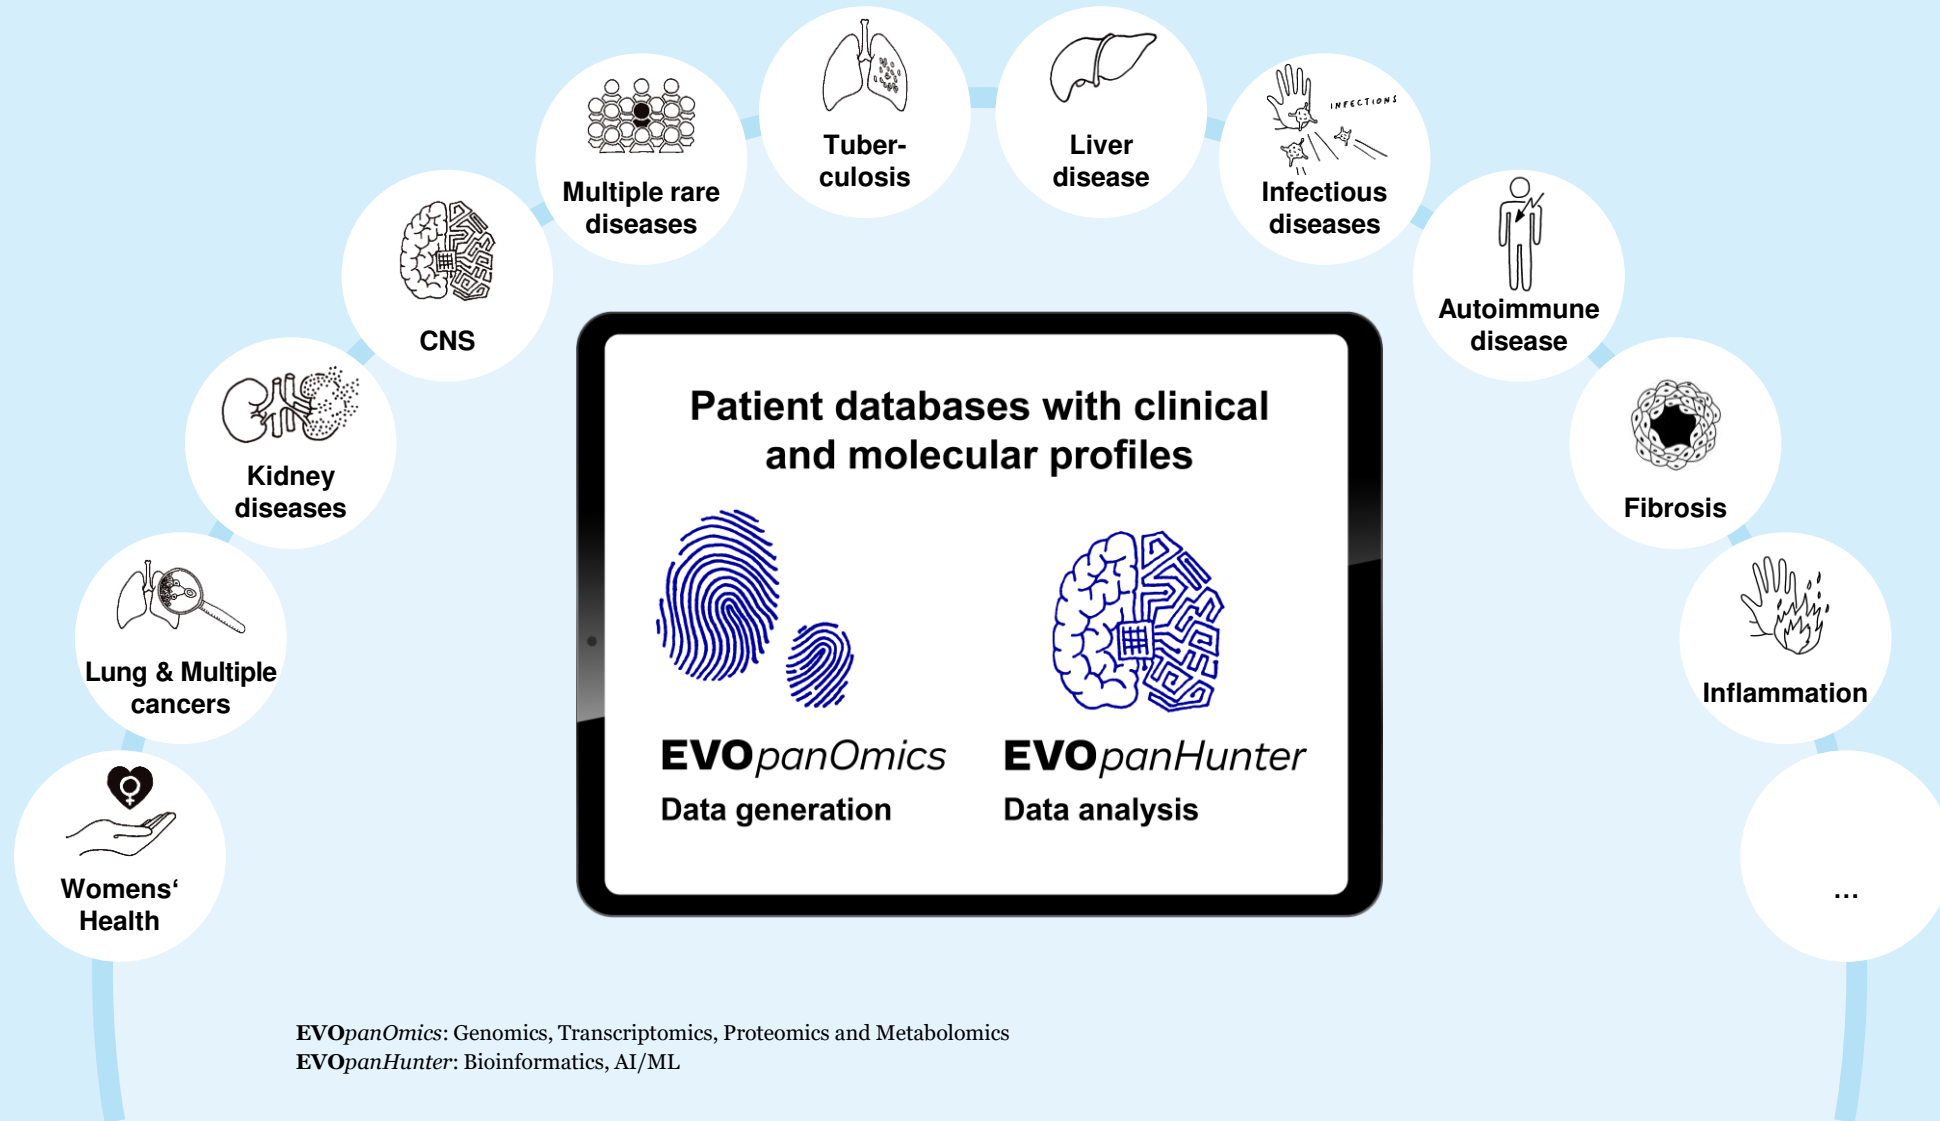 Tuber-
culosis
Liver
disease
INFECTIONS
Multiple rare
diseases
Infectious
diseases
CNS
Autoimmune
disease
Kidney
diseases
Fibrosis
Lung & Multiple
cancers
Inflammation
Womens‘
Health
...
Patient databases with clinical
and molecular profiles
EVOpanOmics
Data generation
EVOpanHunter
Data analysis
EVOpanOmics: Genomics, Transcriptomics, Proteomics and Metabolomics
EVOpanHunter: Bioinformatics, AI/ML